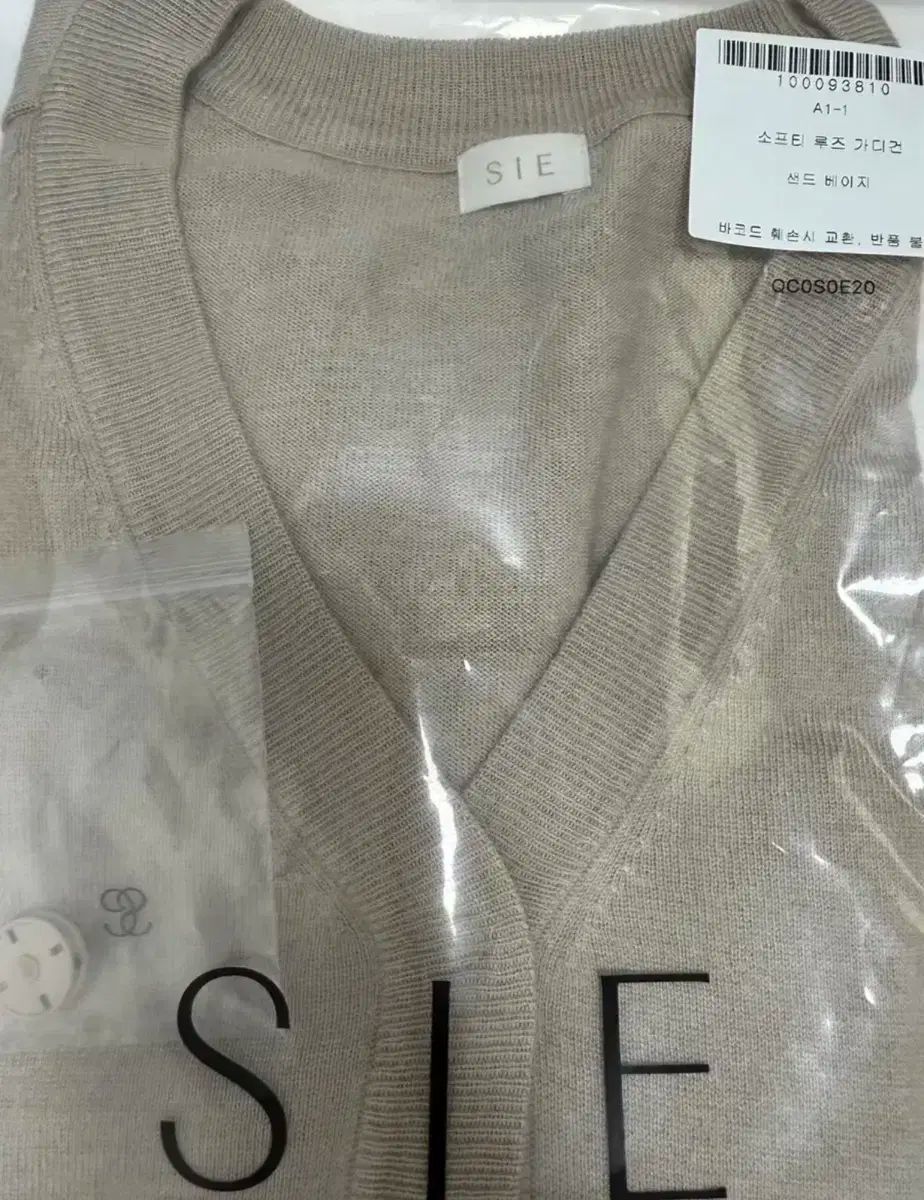 100093810
A1-1
소프티 루즈 가디건
샌드 베이지
바코드 훼손시 교환, 반품 불
QC0S0E20
SIE
SIE